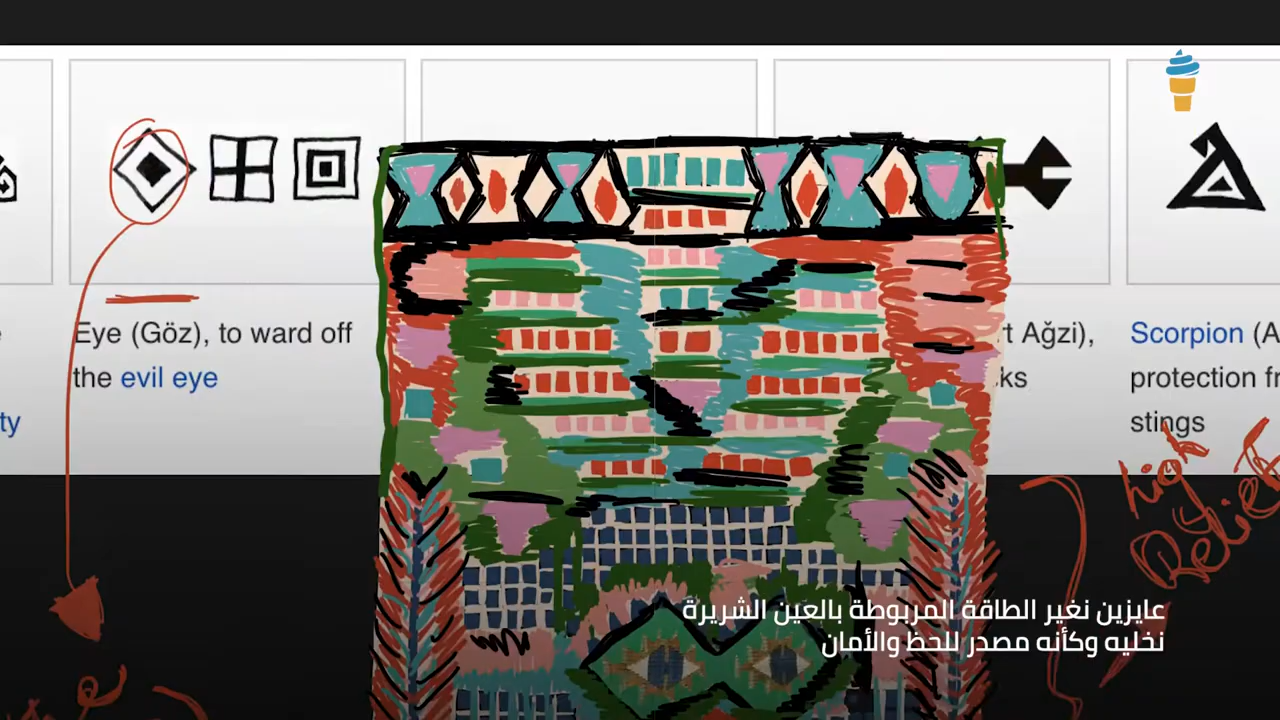 Eye (Göz), to ward off
the evil eye
ty
Ağzi),
Scorpion (A
protection fr
stings
high
Relief
عايزين نغير الطاقة المربوطة بالعين الشريرة
نخليه وكأنه مصدر للحظ والأمان